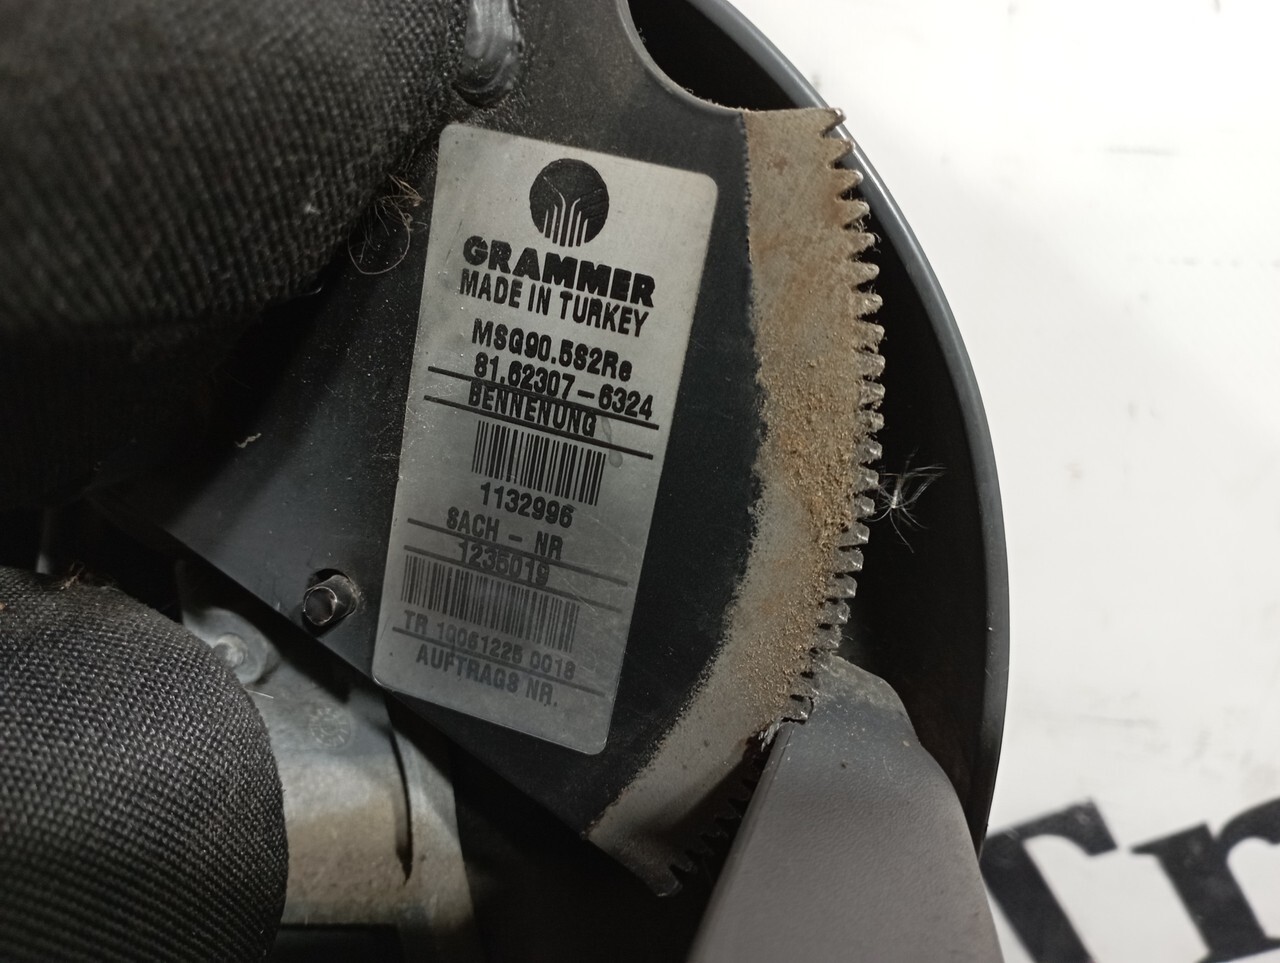 GRAMMER
MADE IN TURKEY
MSG90.5S2Re
81.62307-6324
BENNENUNG
1132996
SACH - NR
1235019
TR 10061225 0018
AUFTRAGS NR.
Tr